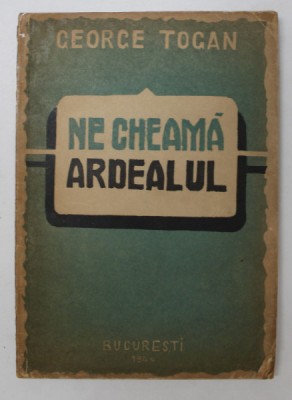 GEORGE TOGAN
NE CHEAMĂ
ARDEALUL
BUCUREȘTI